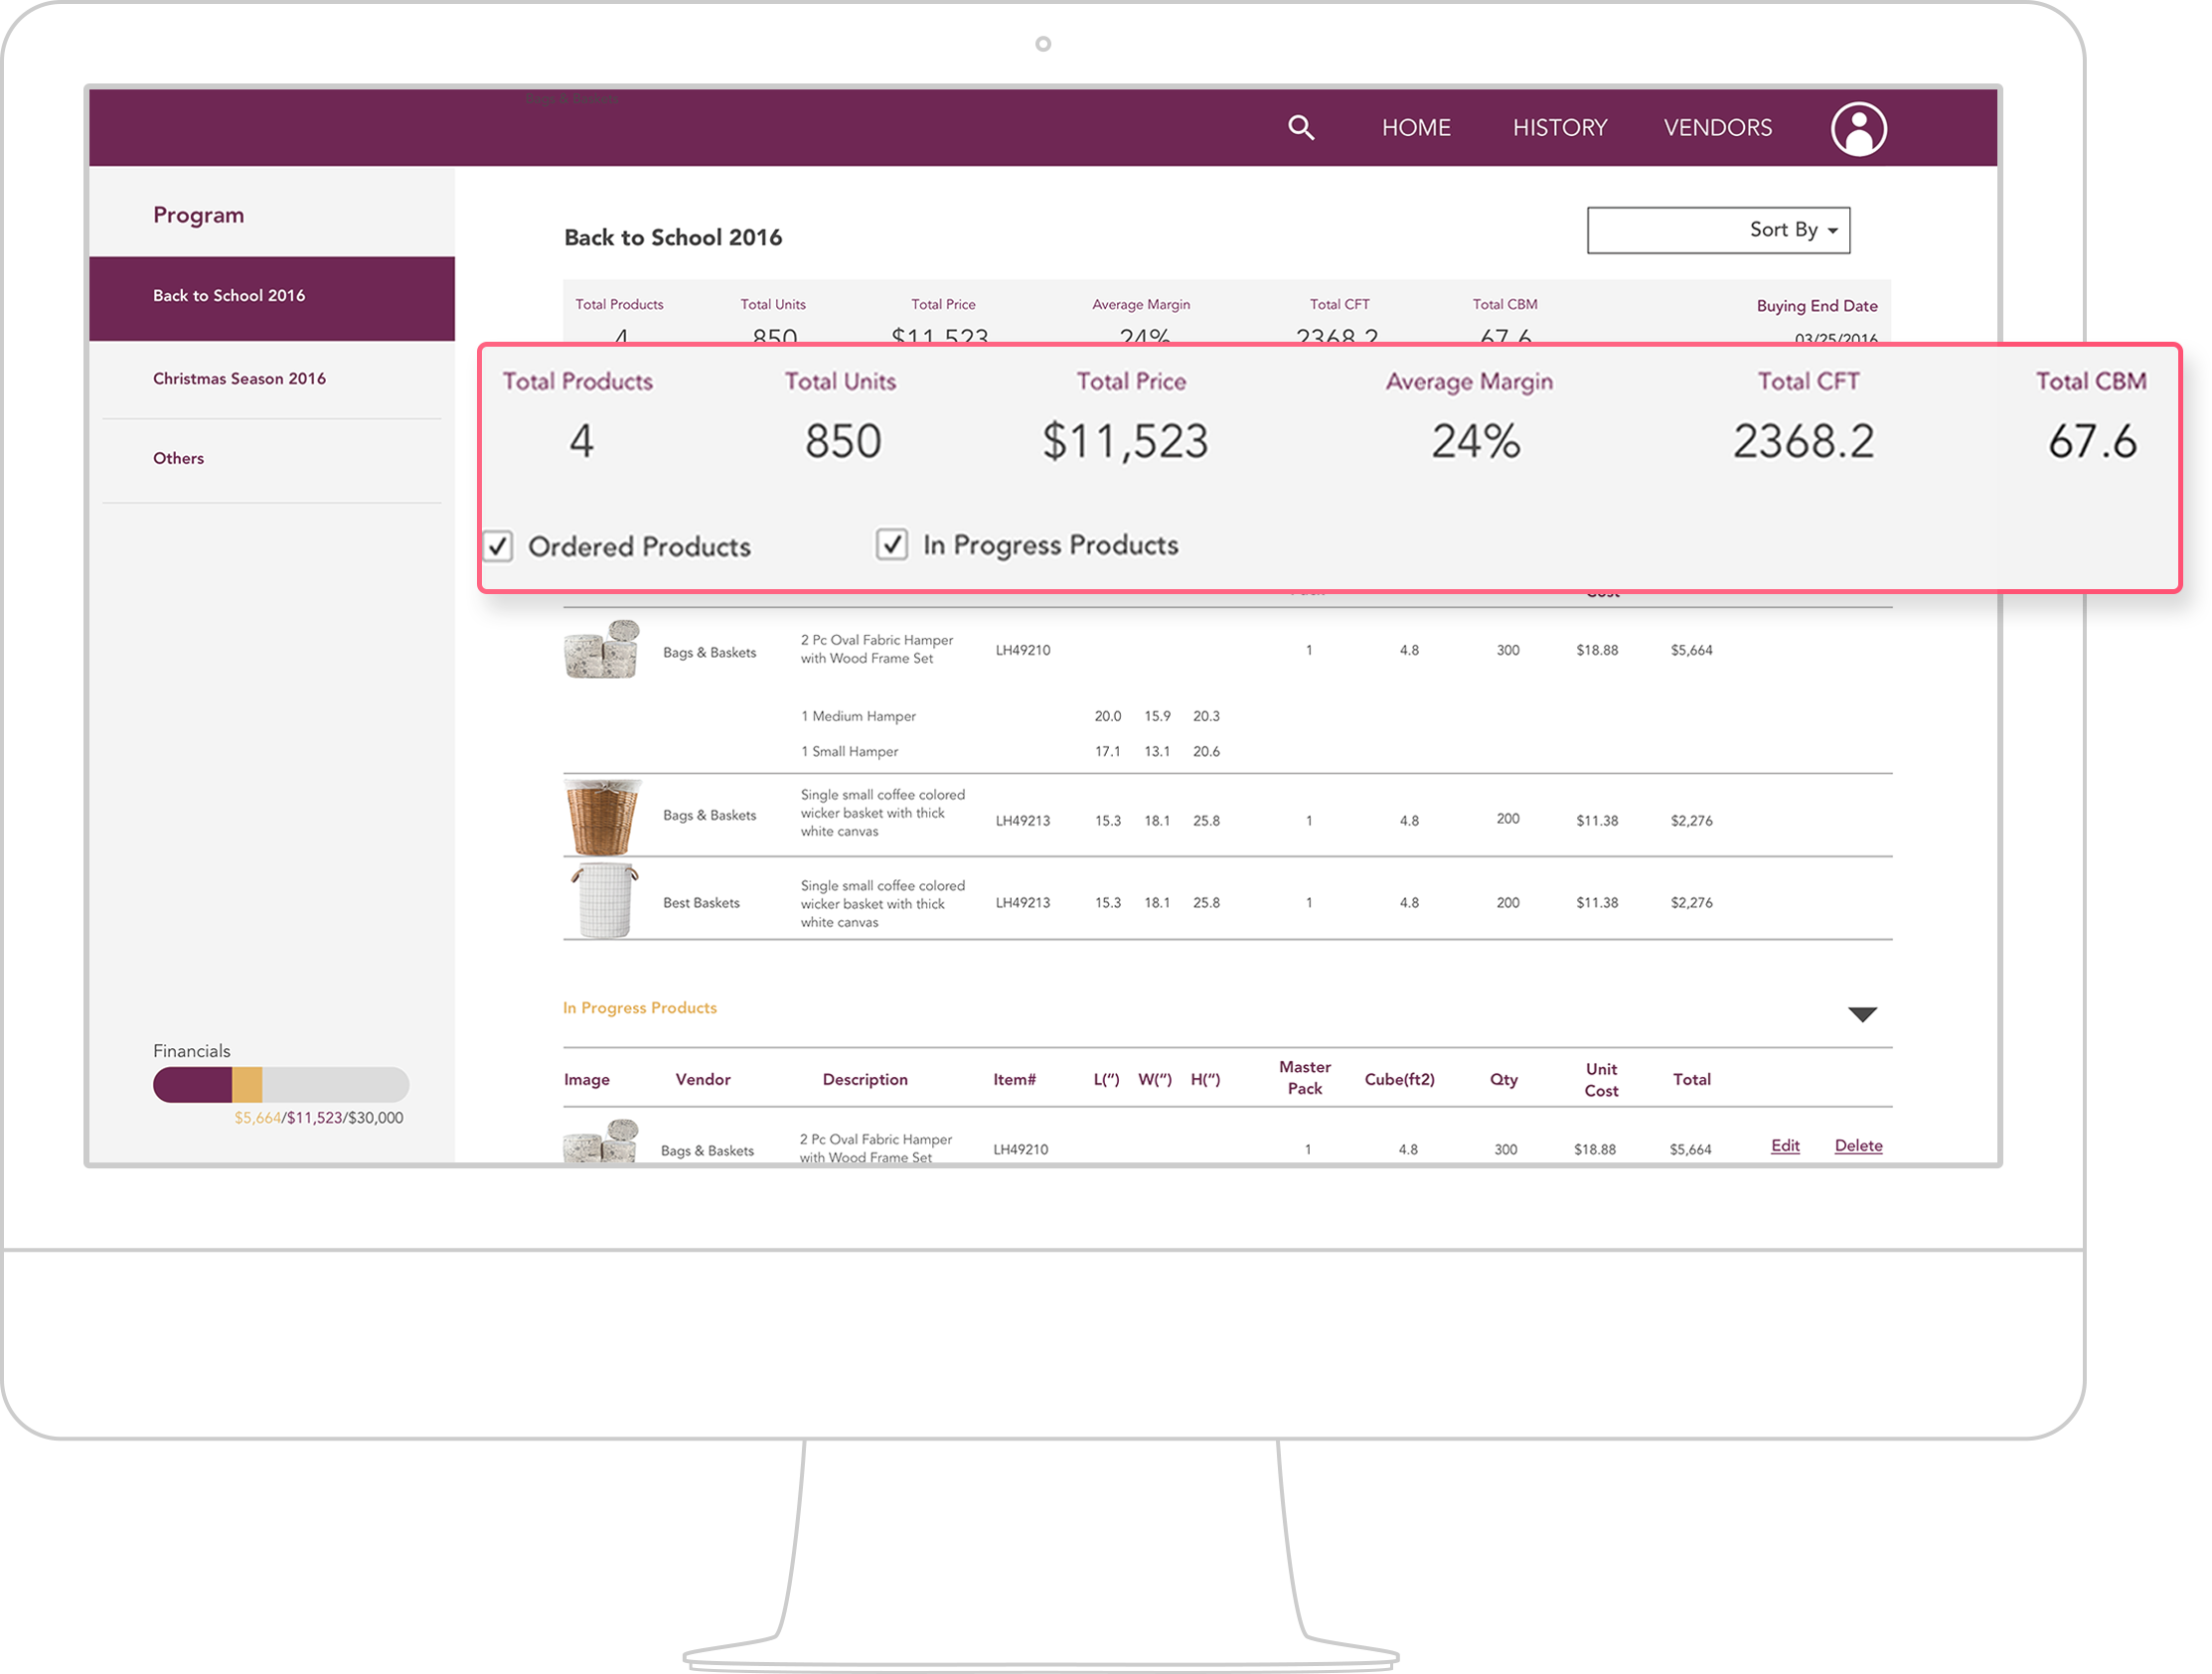 Bags & Baskets
HOME HISTORY VENDORS
Program
Back to School 2016
Christmas Season 2016
Others
Financials
$5,664/$11,523/$30,000
Back to School 2016
Sort By
Total Products Total Units Total Price Average Margin Total CFT Total CBM Buying End Date
4 850 $11,523 24% 2368.2 67.6 03/25/2016
Total Products Total Units Total Price Average Margin Total CFT Total CBM
4 850 $11,523 24% 2368.2 67.6
Ordered Products In Progress Products
Pack Cost
Bags & Baskets 2 Pc Oval Fabric Hamper LH49210 1 4.8 300 $18.88 $5,664
with Wood Frame Set
1 Medium Hamper 20.0 15.9 20.3
1 Small Hamper 17.1 13.1 20.6
Single small coffee colored
Bags & Baskets wicker basket with thick LH49213 15.3 18.1 25.8 1 4.8 200 $11.38 $2,276
white canvas
Single small coffee colored
Best Baskets wicker basket with thick LH49213 15.3 18.1 25.8 1 4.8 200 $11.38 $2,276
white canvas
In Progress Products
Image Vendor Description Item# L(“) W(“) H(“) Master Cube(ft2) Qty Unit Total
Pack Cost
Bags & Baskets 2 Pc Oval Fabric Hamper LH49210 1 4.8 300 $18.88 $5,664 Edit Delete
with Wood Frame Set